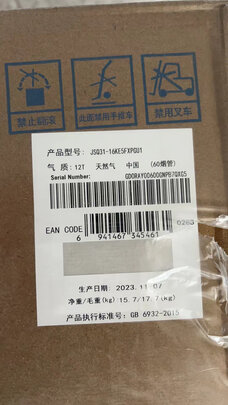 禁止翻滚 此面禁用手推车 禁用叉车
产品型号: JSQ31-16KE5FXPGU1
气 质: 12T 天然气 中国 (60烟管)
Serial Number: GDGRAY00600GNPB7QXG5
EAN CODE 0283
6 941467 345461
生产日期 2023.11.07
净重/毛重(kg) 15.7/17.7(kg)
产品执行标准号: GB 6932-2015